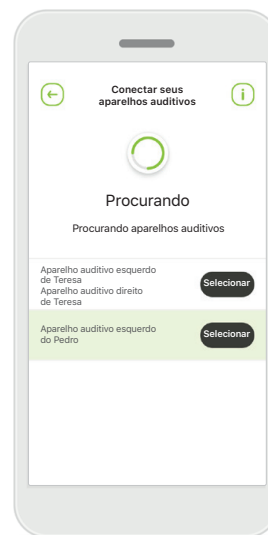 Conectar seus
aparelhos auditivos
Procurando
Procurando aparelhos auditivos
Aparelho auditivo esquerdo
de Teresa
Aparelho auditivo direito
de Teresa
Selecionar
Aparelho auditivo esquerdo
do Pedro
Selecionar